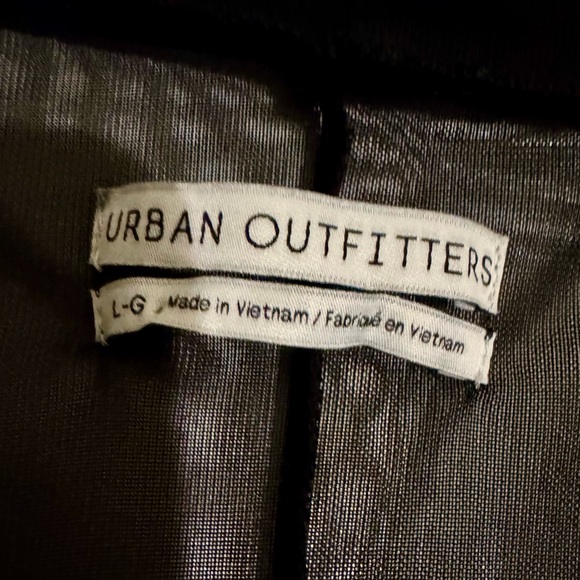 URBAN OUTFITTERS
L-G Made in Vietnam / Fabriqué en Vietnam